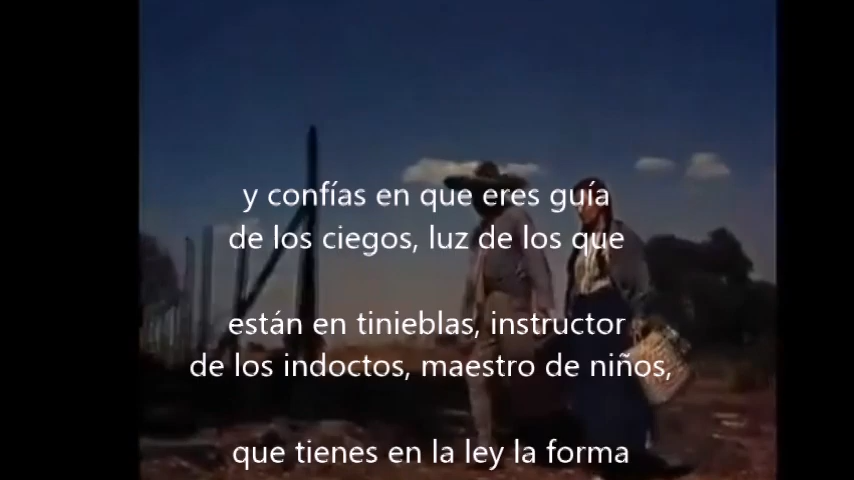 y confías en que eres guía
de los ciegos, luz de los que
están en tinieblas, instructor
de los indoctos, maestro de niños,
que tienes en la ley la forma